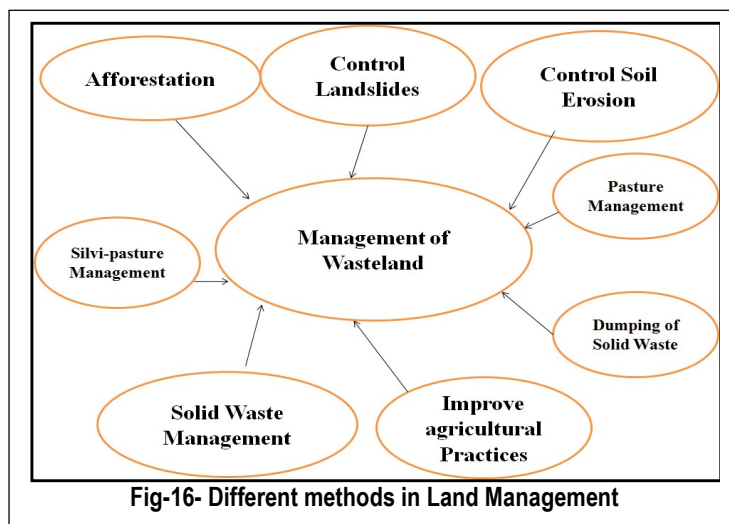 Afforestation
Control
Landslides
Control Soil
Erosion
Pasture
Management
Management of
Wasteland
Silvi-pasture
Management
Dumping of
Solid Waste
Solid Waste
Management
Improve
agricultural
Practices
Fig-16- Different methods in Land Management